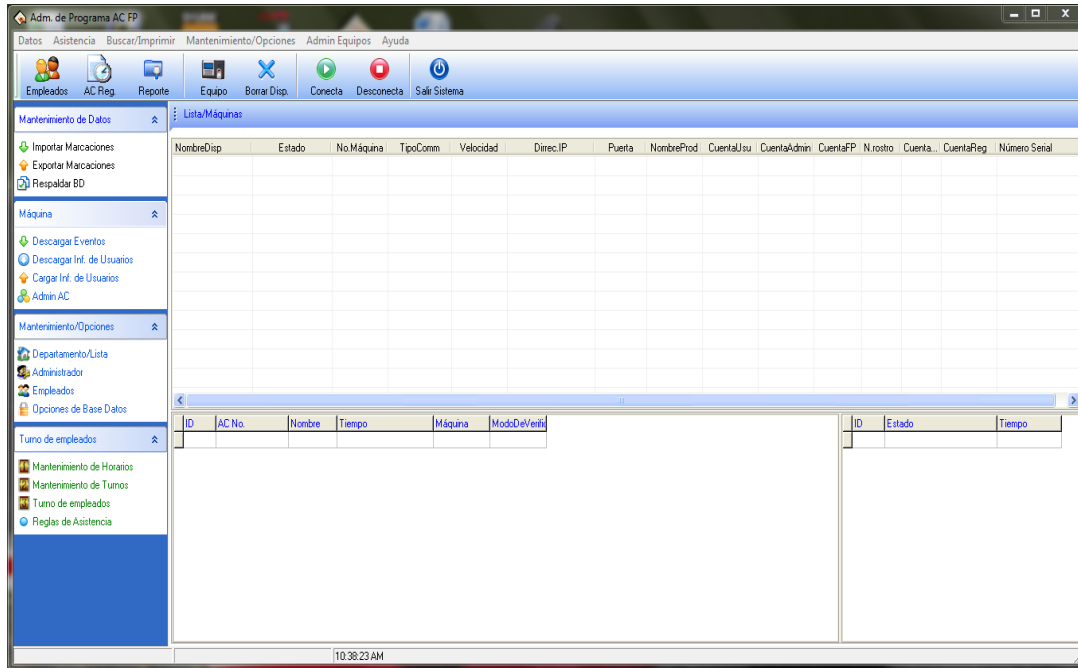 Adm. de Programa AC FP
Datos Asistencia Buscar/Imprimir Mantenimiento/Opciones Admin Equipos Ayuda
Empleados AC Reg. Reporte Equipo Borrar Disp. Conecta Desconecta Salir Sistema
Mantenimiento de Datos
Importar Marcaciones
Exportar Marcaciones
Respaldar BD
Máquina
Descargar Eventos
Descargar Inf. de Usuarios
Cargar Inf. de Usuarios
Admin AC
Mantenimiento/Opciones
Departamento/Lista
Administrador
Empleados
Opciones de Base Datos
Turno de empleados
Mantenimiento de Horarios
Mantenimiento de Turnos
Turno de empleados
Reglas de Asistencia
Lista/Máquinas
NombreDisp Estado No.Máquina TipoComm Velocidad Direc.IP Puerta NombreProd CuentaUsu CuentaAdmin CuentaFP N.rostro Cuenta... CuentaReg Número Serial
ID AC No. Nombre Tiempo Máquina ModoDeVerific
ID Estado Tiempo
10:38:23 AM